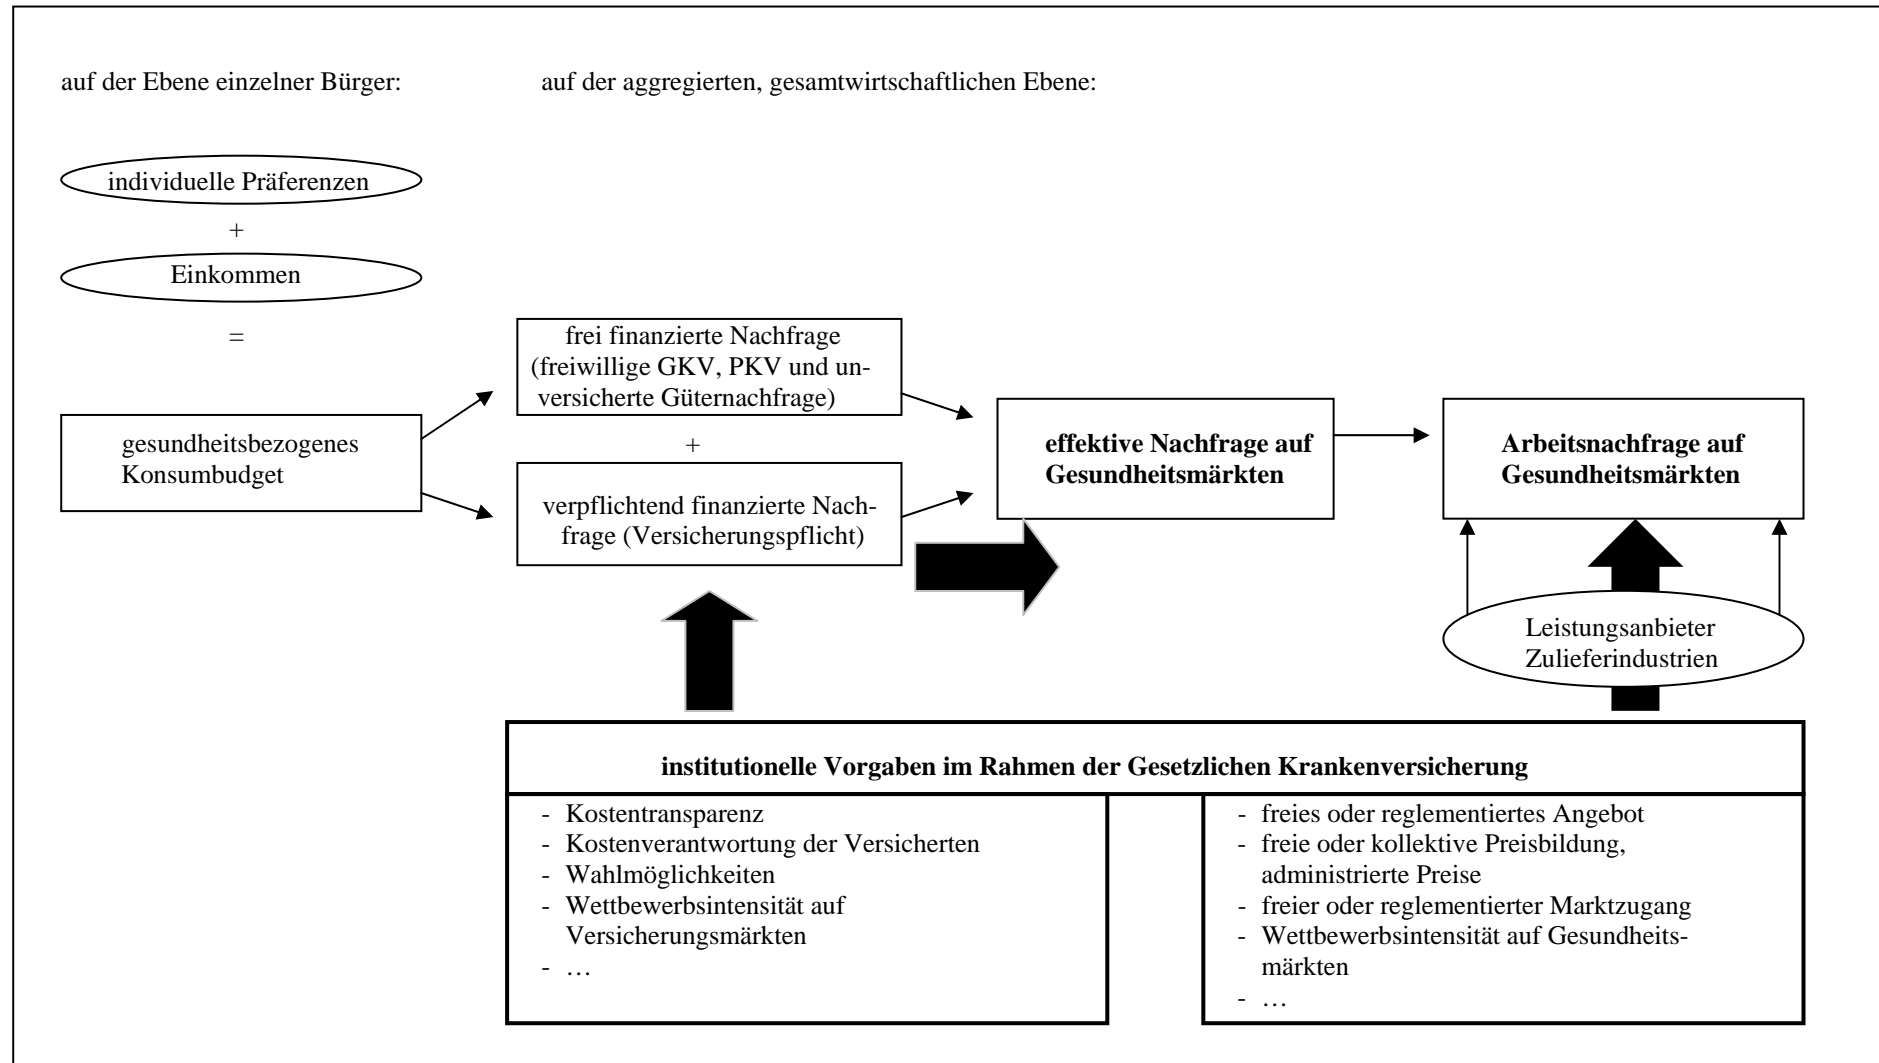 auf der Ebene einzelner Bürger:
auf der aggregierten, gesamtwirtschaftlichen Ebene:
individuelle Präferenzen
+
Einkommen
=
gesundheitsbezogenes
Konsumbudget
frei finanzierte Nachfrage
(freiwillige GKV, PKV und un-
versicherte Güternachfrage)
+
verpflichtend finanzierte Nach-
frage (Versicherungspflicht)
effektive Nachfrage auf
Gesundheitsmärkten
Arbeitsnachfrage auf
Gesundheitsmärkten
Leistungsanbieter
Zulieferindustrien
institutionelle Vorgaben im Rahmen der Gesetzlichen Krankenversicherung
- Kostentransparenz
- Kostenverantwortung der Versicherten
- Wahlmöglichkeiten
- Wettbewerbsintensität auf
Versicherungsmärkten
- …
- freies oder reglementiertes Angebot
- freie oder kollektive Preisbildung,
administrierte Preise
- freier oder reglementierter Marktzugang
- Wettbewerbsintensität auf Gesundheits-
märkten
- …